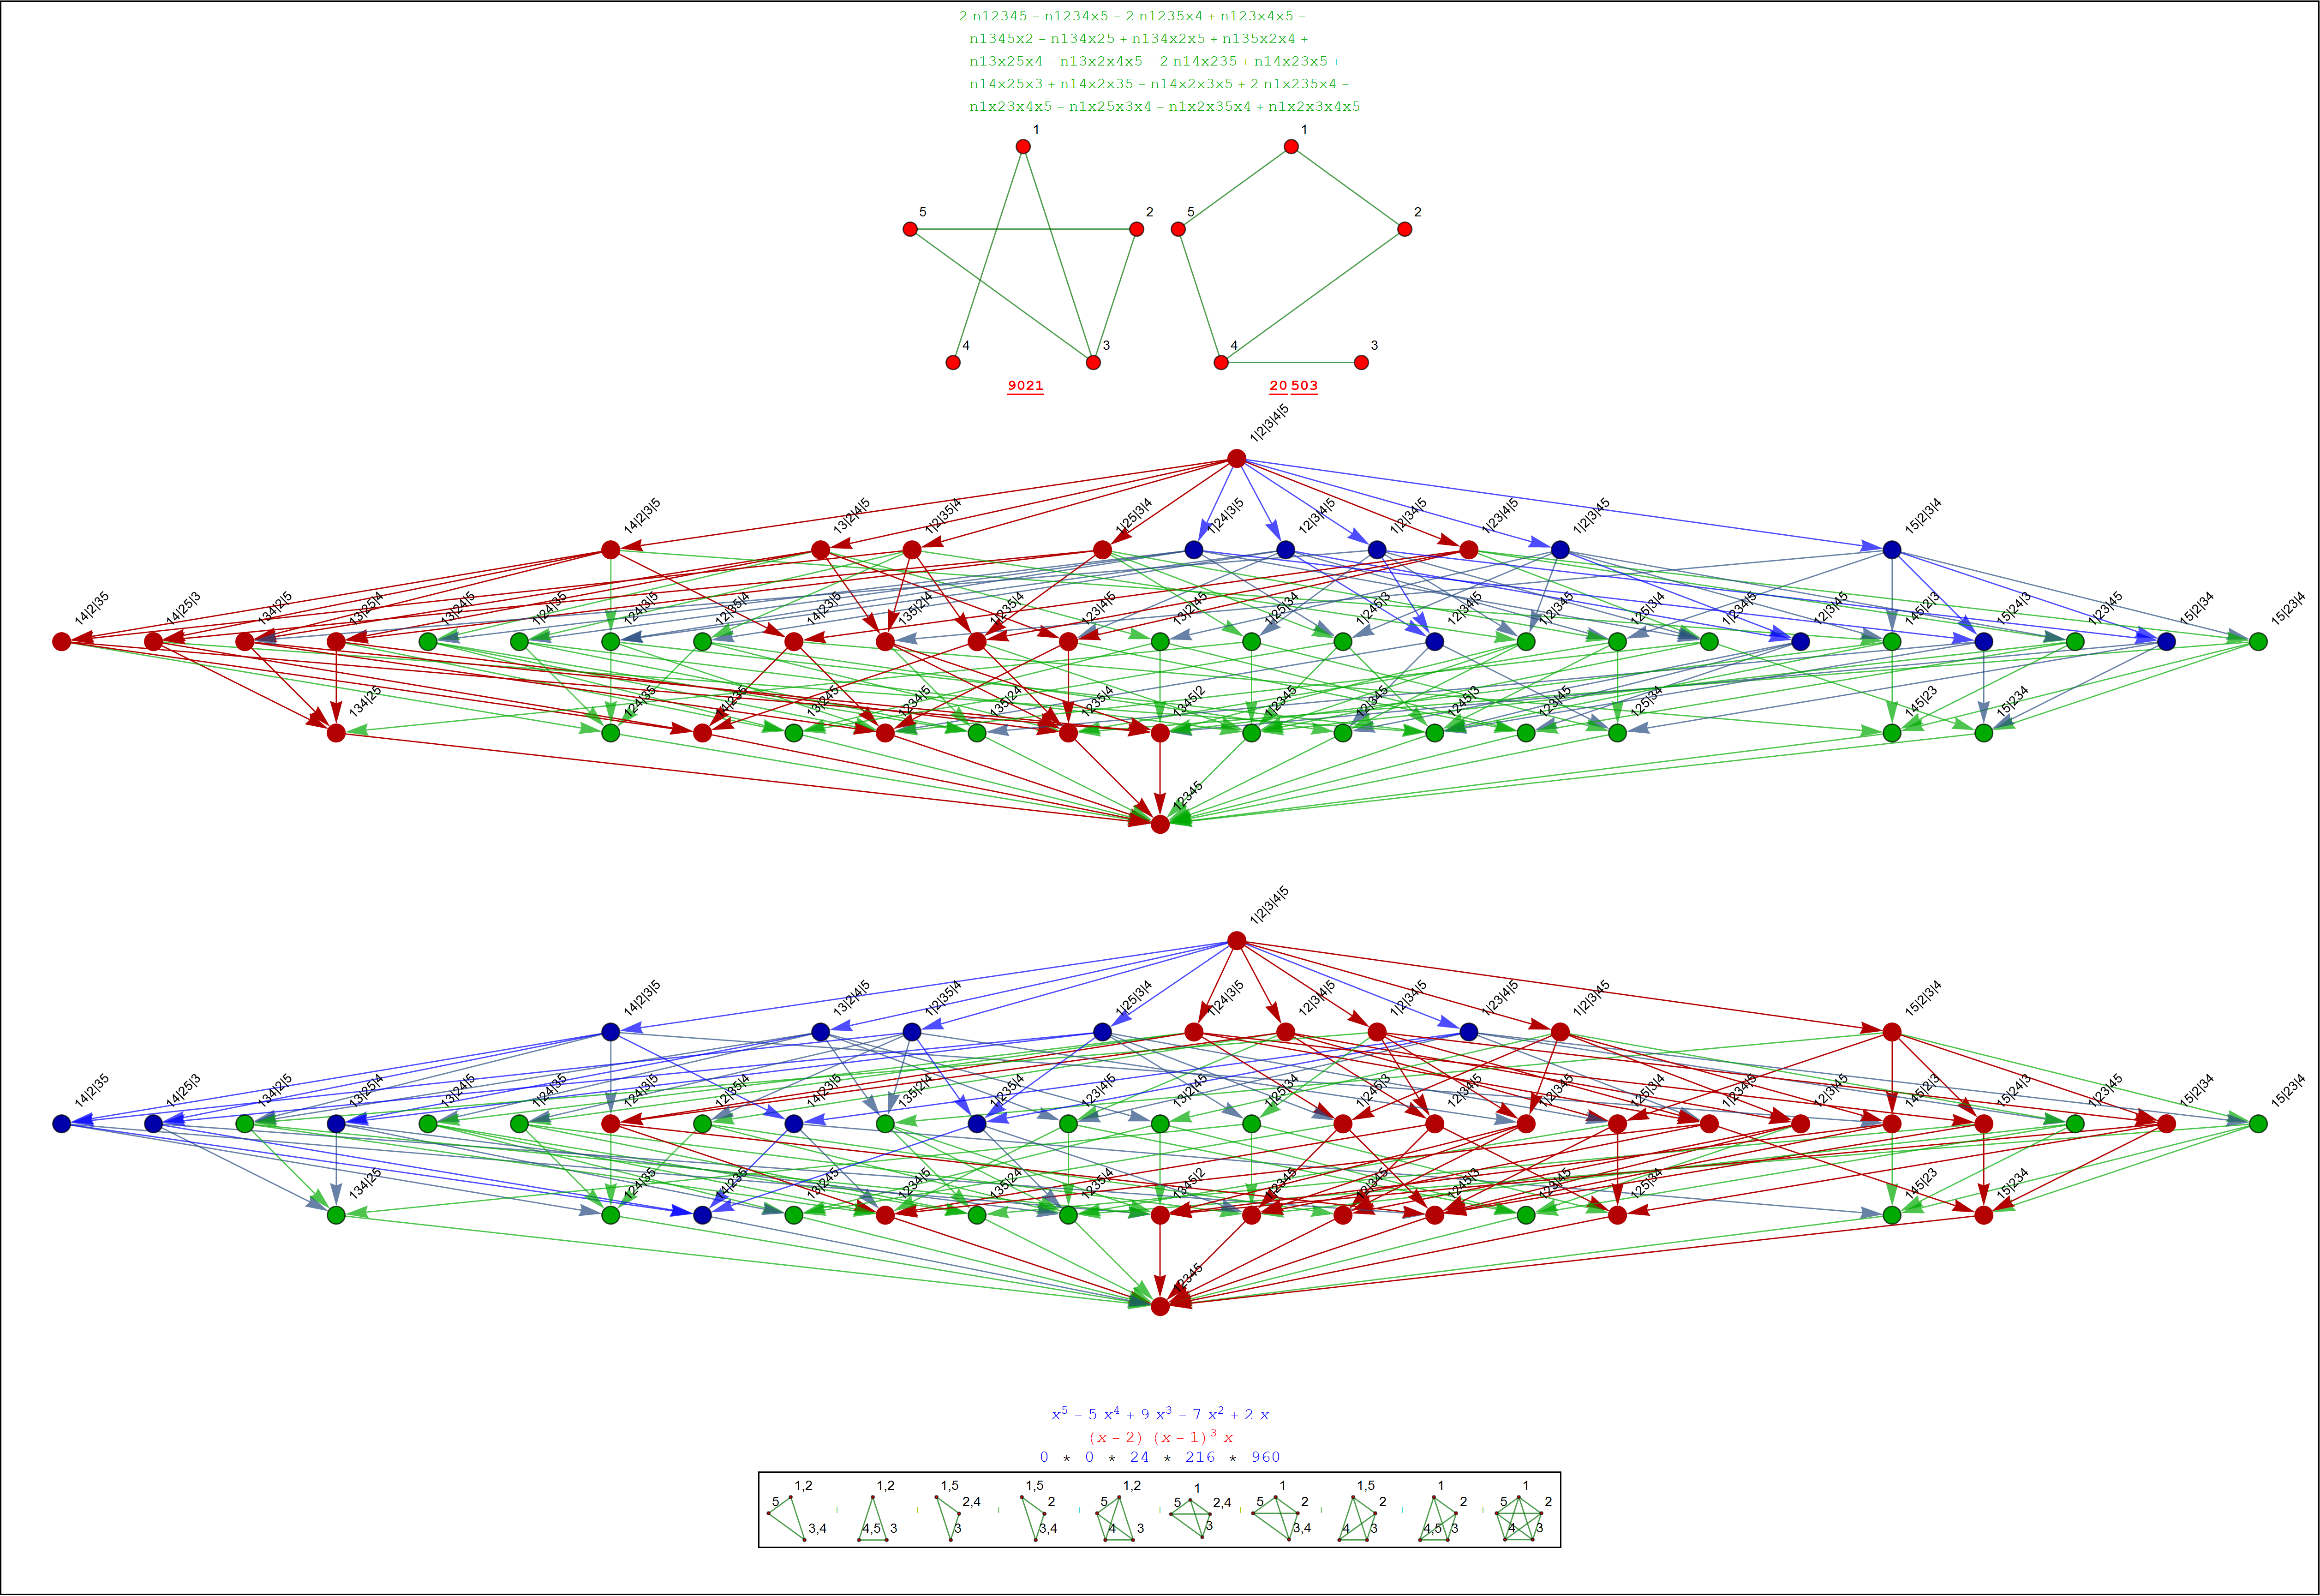 2 n12345 − n1234x5 − 2 n1235x4 + n123x4x5 −
n1345x2 − n134x25 + n134x2x5 + n135x2x4 +
n13x25x4 − n13x2x4x5 − 2 n14x235 + n14x23x5 +
n14x25x3 + n14x2x35 − n14x2x3x5 + 2 n1x235x4 −
n1x23x4x5 − n1x25x3x4 − n1x2x35x4 + n1x2x3x4x5
1 1
5 2 5 2
4 3 4 3
9021 20 503
1|2|3|4|5
14|2|3|5 13|2|4|5 1|2|35|4 1|25|3|4 1|24|3|5 12|3|4|5 1|2|34|5 1|23|4|5 1|2|3|45 15|2|3|4
14|2|35 14|25|3 134|2|5 13|25|4 13|24|5 1|24|35 124|3|5 12|35|4 14|23|5 135|2|4 1|235|4 123|4|5 13|2|45 1|25|34 1|245|3 12|34|5 1|2|345 125|3|4 1|234|5 12|3|45 145|2|3 15|24|3 1|23|45 15|2|34 15|23|4
134|25 124|35 14|235 13|245 1234|5 135|24 1235|4 1345|2 1|2345 12|345 1245|3 123|45 125|34 145|23 15|234
12345
1|2|3|4|5
14|2|3|5 13|2|4|5 1|2|35|4 1|25|3|4 1|24|3|5 12|3|4|5 1|2|34|5 1|23|4|5 1|2|3|45 15|2|3|4
14|2|35 14|25|3 134|2|5 13|25|4 13|24|5 1|24|35 124|3|5 12|35|4 14|23|5 135|2|4 1|235|4 123|4|5 13|2|45 1|25|34 1|245|3 12|34|5 1|2|345 125|3|4 1|234|5 12|3|45 145|2|3 15|24|3 1|23|45 15|2|34 15|23|4
134|25 124|35 14|235 13|245 1234|5 135|24 1235|4 1345|2 1|2345 12|345 1245|3 123|45 125|34 145|23 15|234
12345
x⁵ − 5 x⁴ + 9 x³ − 7 x² + 2 x
(x − 2) (x − 1)³ x
0 * 0 * 24 * 216 * 960
1,2 1,2 1,5 1,5 1,2 1 1 1,5 1 1
5 + + 2,4 + 2 + 5 + 5 2,4 + 5 2 + 2 + 2 + 5 2
3,4 4,5 3 3 3,4 4 3 3 3,4 4 3 4,5 3 4 3